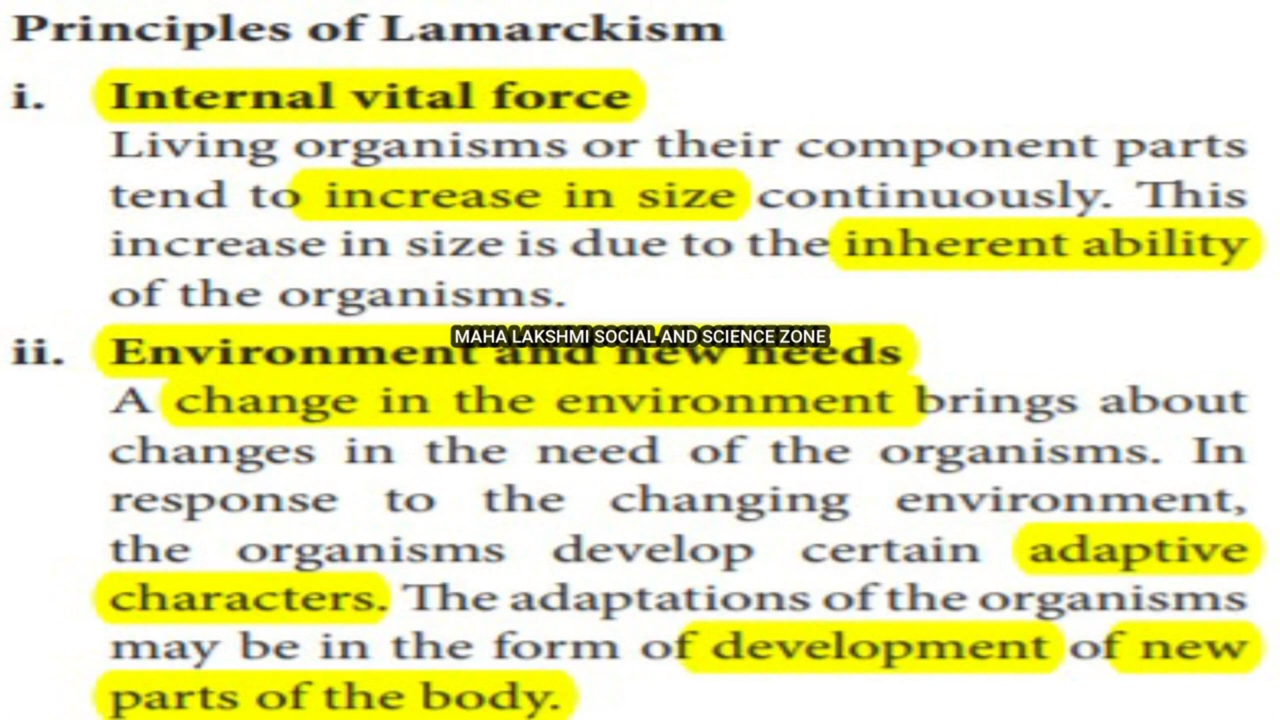 Principles of Lamarckism
i. Internal vital force
Living organisms or their component parts
tend to increase in size continuously. This
increase in size is due to the inherent ability
of the organisms.
MAHA LAKSHMI SOCIAL AND SCIENCE ZONE
ii. Environment and new needs
A change in the environment brings about
changes in the need of the organisms. In
response to the changing environment,
the organisms develop certain adaptive
characters. The adaptations of the organisms
may be in the form of development of new
parts of the body.